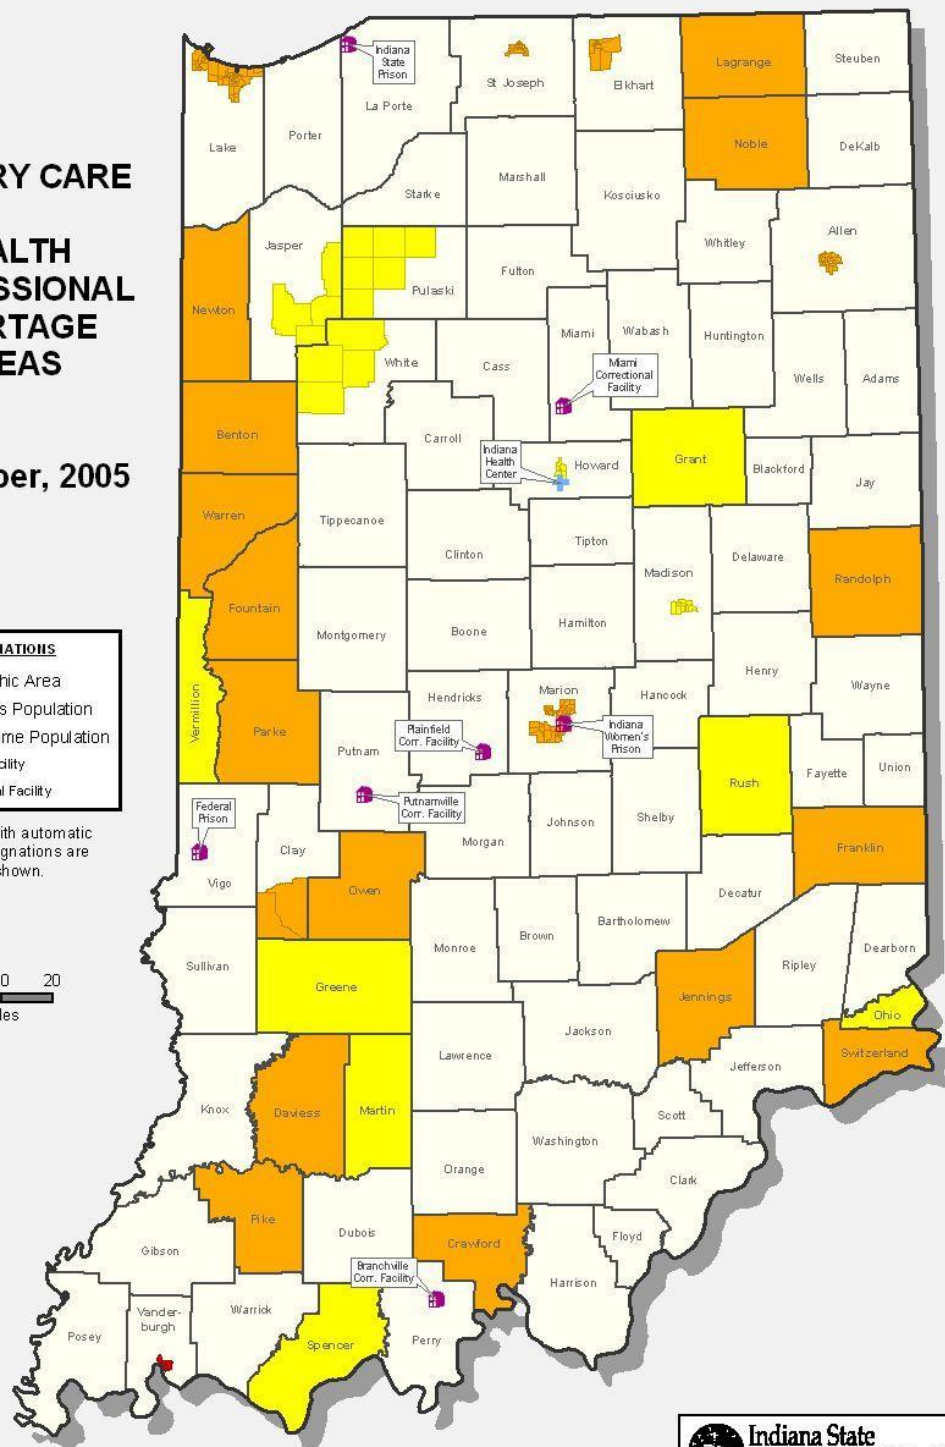 RY CARE
ALTH
SSIONAL
RTAGE
EAS
ber, 2005
NATIONS
hic Area
s Population
me Population
cility
al Facility
ith automatic
gnations are
shown.
0 20
les
Indiana
State
Prison
La Porte
St Joseph
Elkhart
Lagrange
Steuben
Lake
Porter
Noble
DeKalb
Starke
Marshall
Kosciusko
Jasper
Whitley
Allen
Newton
Pulaski
Fulton
Miami
Wabash
Huntington
White
Cass
Miami
Correctional
Facility
Wells
Adams
Benton
Carroll
Indiana
Health
Center
Howard
Grant
Blackford
Jay
Warren
Tippecanoe
Clinton
Tipton
Madison
Delaware
Randolph
Fountain
Montgomery
Boone
Hamilton
Henry
Wayne
Vermillion
Parke
Putnam
Hendricks
Plainfield
Corr. Facility
Marion
Indiana
Women's
Prison
Hancock
Rush
Fayette
Union
Federal
Prison
Putnamville
Corr. Facility
Morgan
Johnson
Shelby
Franklin
Vigo
Clay
Owen
Decatur
Sullivan
Monroe
Brown
Bartholomew
Ripley
Dearborn
Greene
Jennings
Ohio
Jackson
Lawrence
Jefferson
Switzerland
Knox
Daviess
Martin
Scott
Washington
Orange
Clark
Pike
Dubois
Crawford
Floyd
Gibson
Branchville
Corr. Facility
Harrison
Posey
Vander-
burgh
Warrick
Spencer
Perry
Indiana State